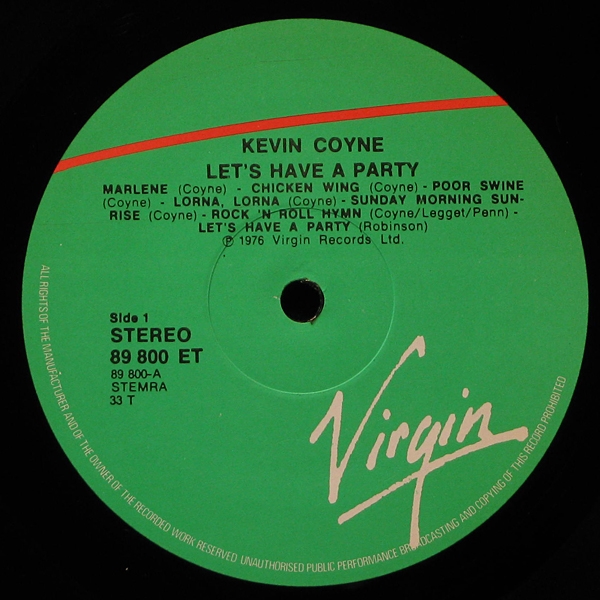 KEVIN COYNE
LET'S HAVE A PARTY
MARLENE (Coyne) - CHICKEN WING (Coyne) - POOR SWINE
(Coyne) - LORNA, LORNA (Coyne) - SUNDAY MORNING SUN-
RISE (Coyne) - ROCK 'N ROLL HYMN (Coyne/Legget/Penn) -
LET'S HAVE A PARTY (Robinson)
℗ 1976 Virgin Records Ltd.
Side 1
STEREO
89 800 ET
89 800-A
STEMRA
33 T
Virgin
ALL RIGHTS OF THE MANUFACTURER AND OF THE OWNER OF THE RECORDED WORK RESERVED UNAUTHORISED PUBLIC PERFORMANCE BROADCASTING AND COPYING OF THIS RECORD PROHIBITED